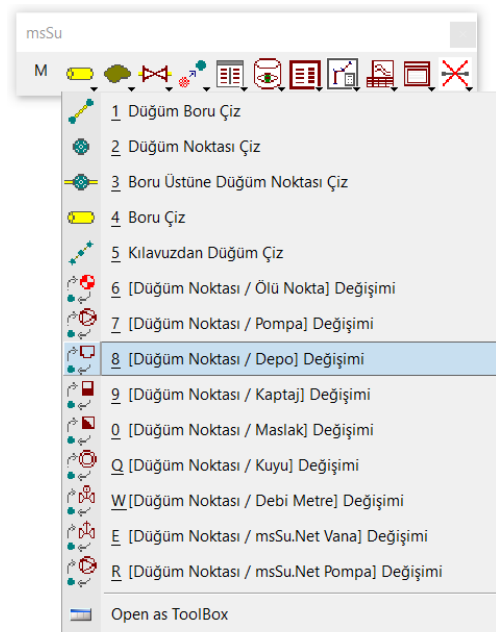 msSu
M
1 Düğüm Boru Çiz
2 Düğüm Noktası Çiz
3 Boru Üstüne Düğüm Noktası Çiz
4 Boru Çiz
5 Kılavuzdan Düğüm Çiz
6 [Düğüm Noktası / Ölü Nokta] Değişimi
7 [Düğüm Noktası / Pompa] Değişimi
8 [Düğüm Noktası / Depo] Değişimi
9 [Düğüm Noktası / Kaptaj] Değişimi
0 [Düğüm Noktası / Maslak] Değişimi
Q [Düğüm Noktası / Kuyu] Değişimi
W [Düğüm Noktası / Debi Metre] Değişimi
E [Düğüm Noktası / msSu.Net Vana] Değişimi
R [Düğüm Noktası / msSu.Net Pompa] Değişimi
Open as ToolBox